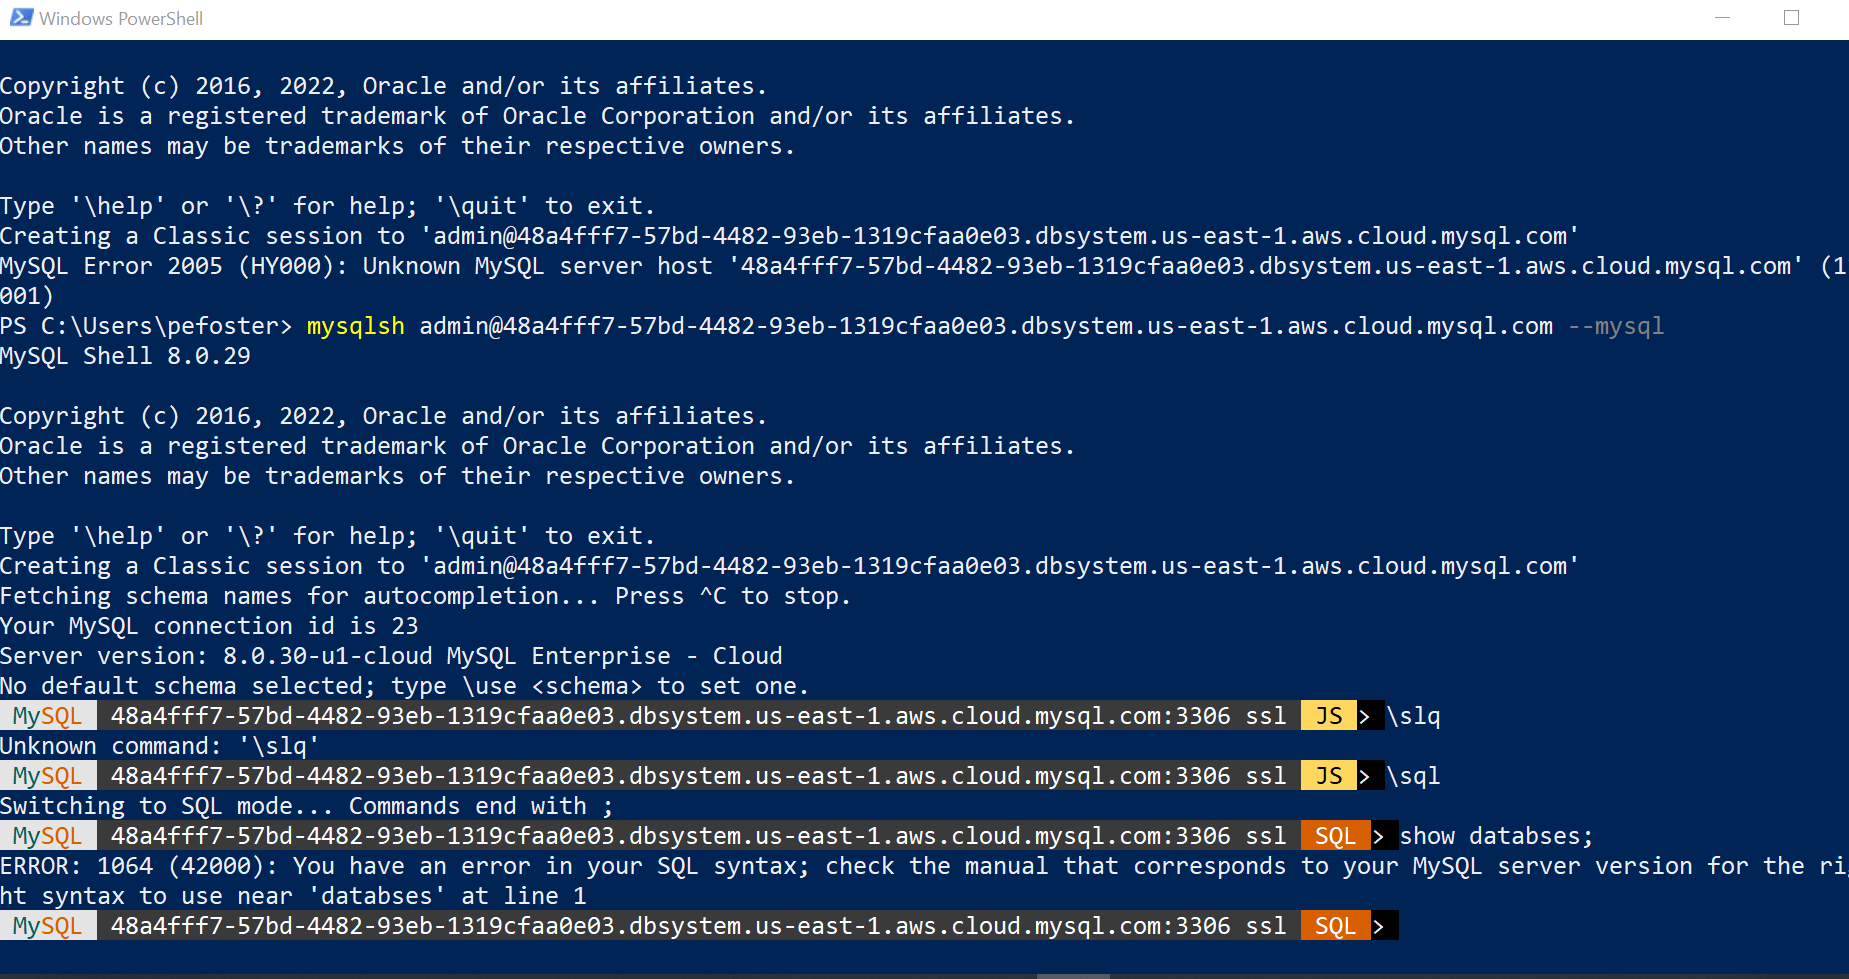 Windows PowerShell
Copyright (c) 2016, 2022, Oracle and/or its affiliates.
Oracle is a registered trademark of Oracle Corporation and/or its affiliates.
Other names may be trademarks of their respective owners.
Type '\help' or '\?' for help; '\quit' to exit.
Creating a Classic session to 'admin@48a4fff7-57bd-4482-93eb-1319cfaa0e03.dbsystem.us-east-1.aws.cloud.mysql.com'
MySQL Error 2005 (HY000): Unknown MySQL server host '48a4fff7-57bd-4482-93eb-1319cfaa0e03.dbsystem.us-east-1.aws.cloud.mysql.com' (1
001)
PS C:\Users\pefoster> mysqlsh admin@48a4fff7-57bd-4482-93eb-1319cfaa0e03.dbsystem.us-east-1.aws.cloud.mysql.com --mysql
MySQL Shell 8.0.29
Copyright (c) 2016, 2022, Oracle and/or its affiliates.
Oracle is a registered trademark of Oracle Corporation and/or its affiliates.
Other names may be trademarks of their respective owners.
Type '\help' or '\?' for help; '\quit' to exit.
Creating a Classic session to 'admin@48a4fff7-57bd-4482-93eb-1319cfaa0e03.dbsystem.us-east-1.aws.cloud.mysql.com'
Fetching schema names for autocompletion... Press ^C to stop.
Your MySQL connection id is 23
Server version: 8.0.30-u1-cloud MySQL Enterprise - Cloud
No default schema selected; type \use <schema> to set one.
MySQL 48a4fff7-57bd-4482-93eb-1319cfaa0e03.dbsystem.us-east-1.aws.cloud.mysql.com:3306 ssl JS > \slq
Unknown command: '\slq'
MySQL 48a4fff7-57bd-4482-93eb-1319cfaa0e03.dbsystem.us-east-1.aws.cloud.mysql.com:3306 ssl JS > \sql
Switching to SQL mode... Commands end with ;
MySQL 48a4fff7-57bd-4482-93eb-1319cfaa0e03.dbsystem.us-east-1.aws.cloud.mysql.com:3306 ssl SQL > show databses;
ERROR: 1064 (42000): You have an error in your SQL syntax; check the manual that corresponds to your MySQL server version for the ri
ght syntax to use near 'databses' at line 1
MySQL 48a4fff7-57bd-4482-93eb-1319cfaa0e03.dbsystem.us-east-1.aws.cloud.mysql.com:3306 ssl SQL >